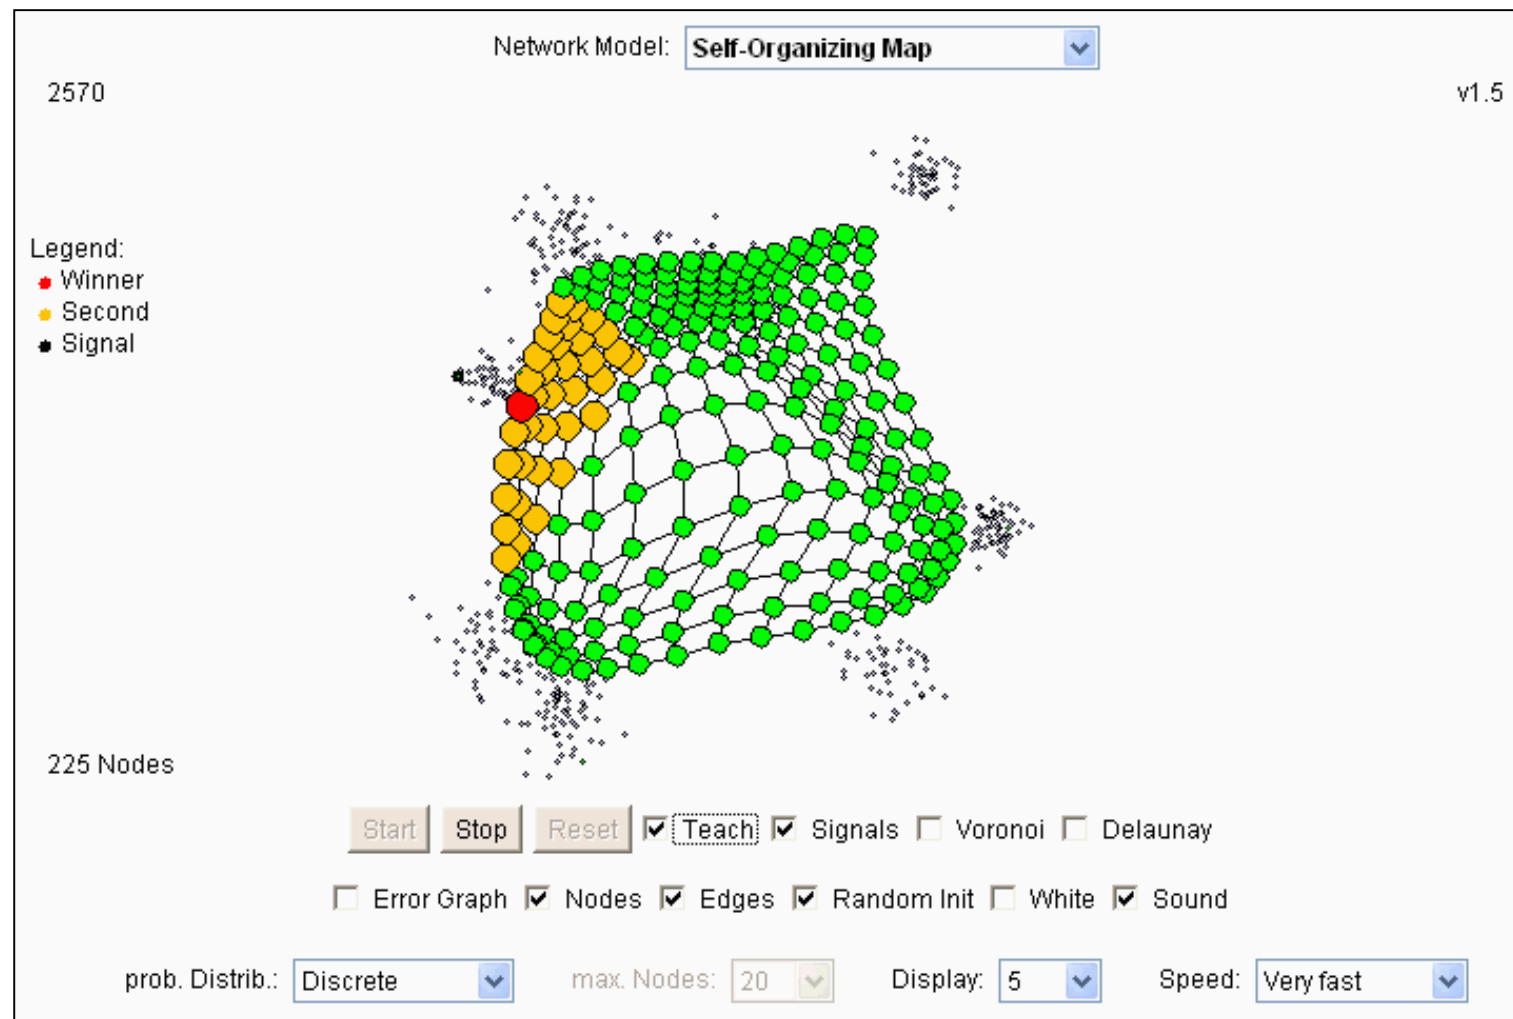 Network Model: Self-Organizing Map
2570 v1.5
Legend:
Winner
Second
Signal
225 Nodes
Start Stop Reset Teach Signals Voronoi Delaunay
Error Graph Nodes Edges Random Init White Sound
prob. Distrib.: Discrete max. Nodes: 20 Display: 5 Speed: Very fast